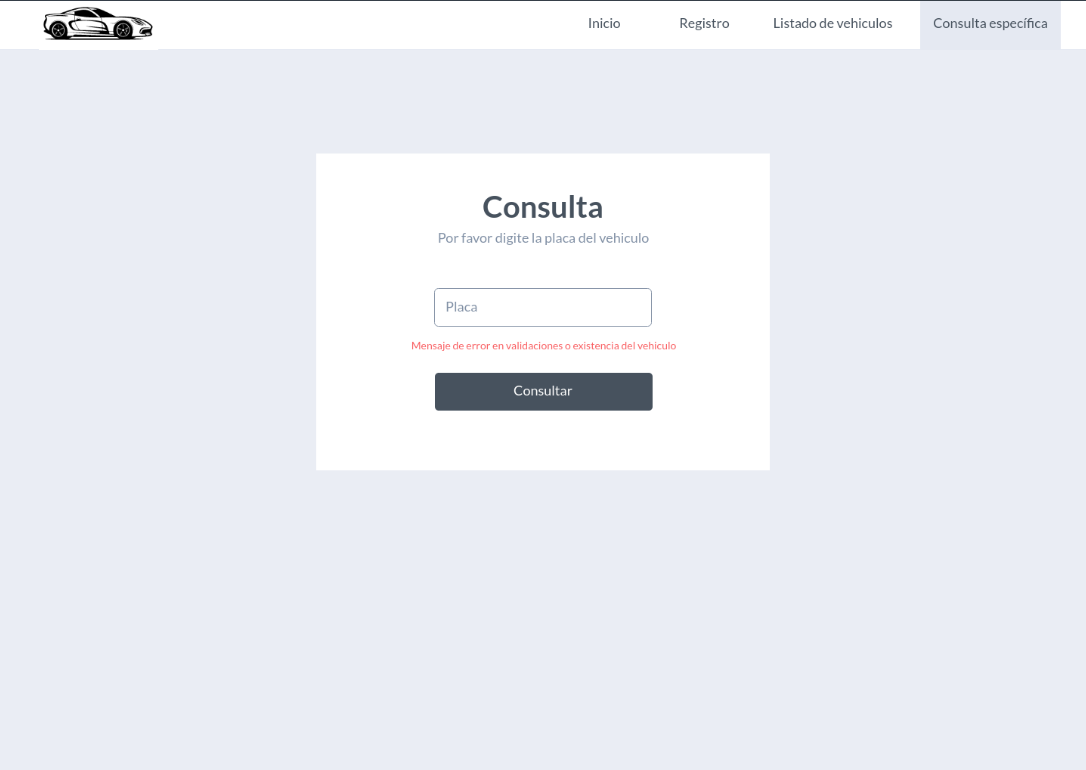 Inicio Registro Listado de vehiculos Consulta específica
Consulta
Por favor digite la placa del vehiculo
Placa
Mensaje de error en validaciones o existencia del vehiculo
Consultar